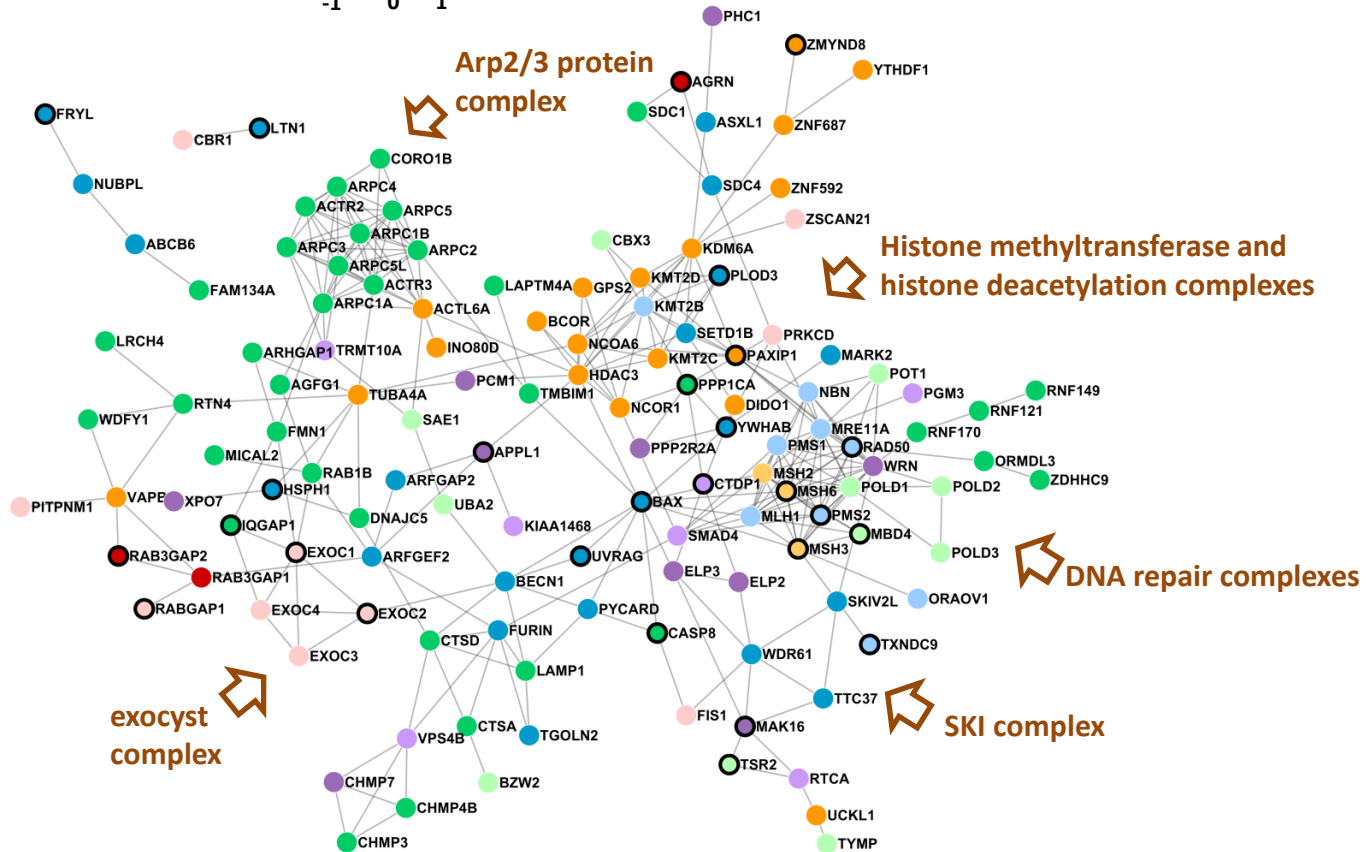 -1 0 1
PHC1
ZMYND8
YTHDF1
AGRN
SDC1
ASXL1
ZNF687
Arp2/3 protein
complex
FRYL
CBR1
LTN1
NUBPL
ABCB6
FAM134A
CORO1B
ARPC4
ACTR2
ARPC5
ARPC1B
ARPC3
ARPC2
ARPC5L
ACTR3
ARPC1A
SDC4
ZNF592
ZSCAN21
CBX3
KDM6A
Histone methyltransferase and
histone deacetylation complexes
LAPTM4A
GPS2
KMT2D
PLOD3
KMT2B
ACTL6A
BCOR
SETD1B
PRKCD
LRCH4
ARHGAP1
TRMT10A
INO80D
NCOA6
KMT2C
PAXIP1
MARK2
AGFG1
PCM1
HDAC3
PPP1CA
POT1
TUBA4A
TMBIM1
NBN
PGM3
RNF149
RTN4
NCOR1
DIDO1
RNF121
WDFY1
SAE1
YWHAB
MRE11A
RNF170
FMN1
PPP2R2A
PMS1
RAD50
MICAL2
APPL1
WRN
ORMDL3
RAB1B
MSH2
ZDHHC9
ARFGAP2
CTDP1
MSH6
POLD1
POLD2
HSPH1
VAPB
XPO7
BAX
PITPNM1
UBA2
MLH1
PMS2
DNAJC5
IQGAP1
KIAA1468
SMAD4
MBD4
EXOC1
MSH3
POLD3
RAB3GAP2
ARFGEF2
UVRAG
DNA repair complexes
RAB3GAP1
ELP3
BECN1
ELP2
RABGAP1
EXOC4
EXOC2
PYCARD
SKIV2L
ORAOV1
FURIN
CASP8
CTSD
TXNDC9
EXOC3
WDR61
LAMP1
TTC37
exocyst
complex
FIS1
SKI complex
CTSA
MAK16
VPS4B
TGOLN2
TSR2
CHMP7
BZW2
RTCA
CHMP4B
UCKL1
CHMP3
TYMP